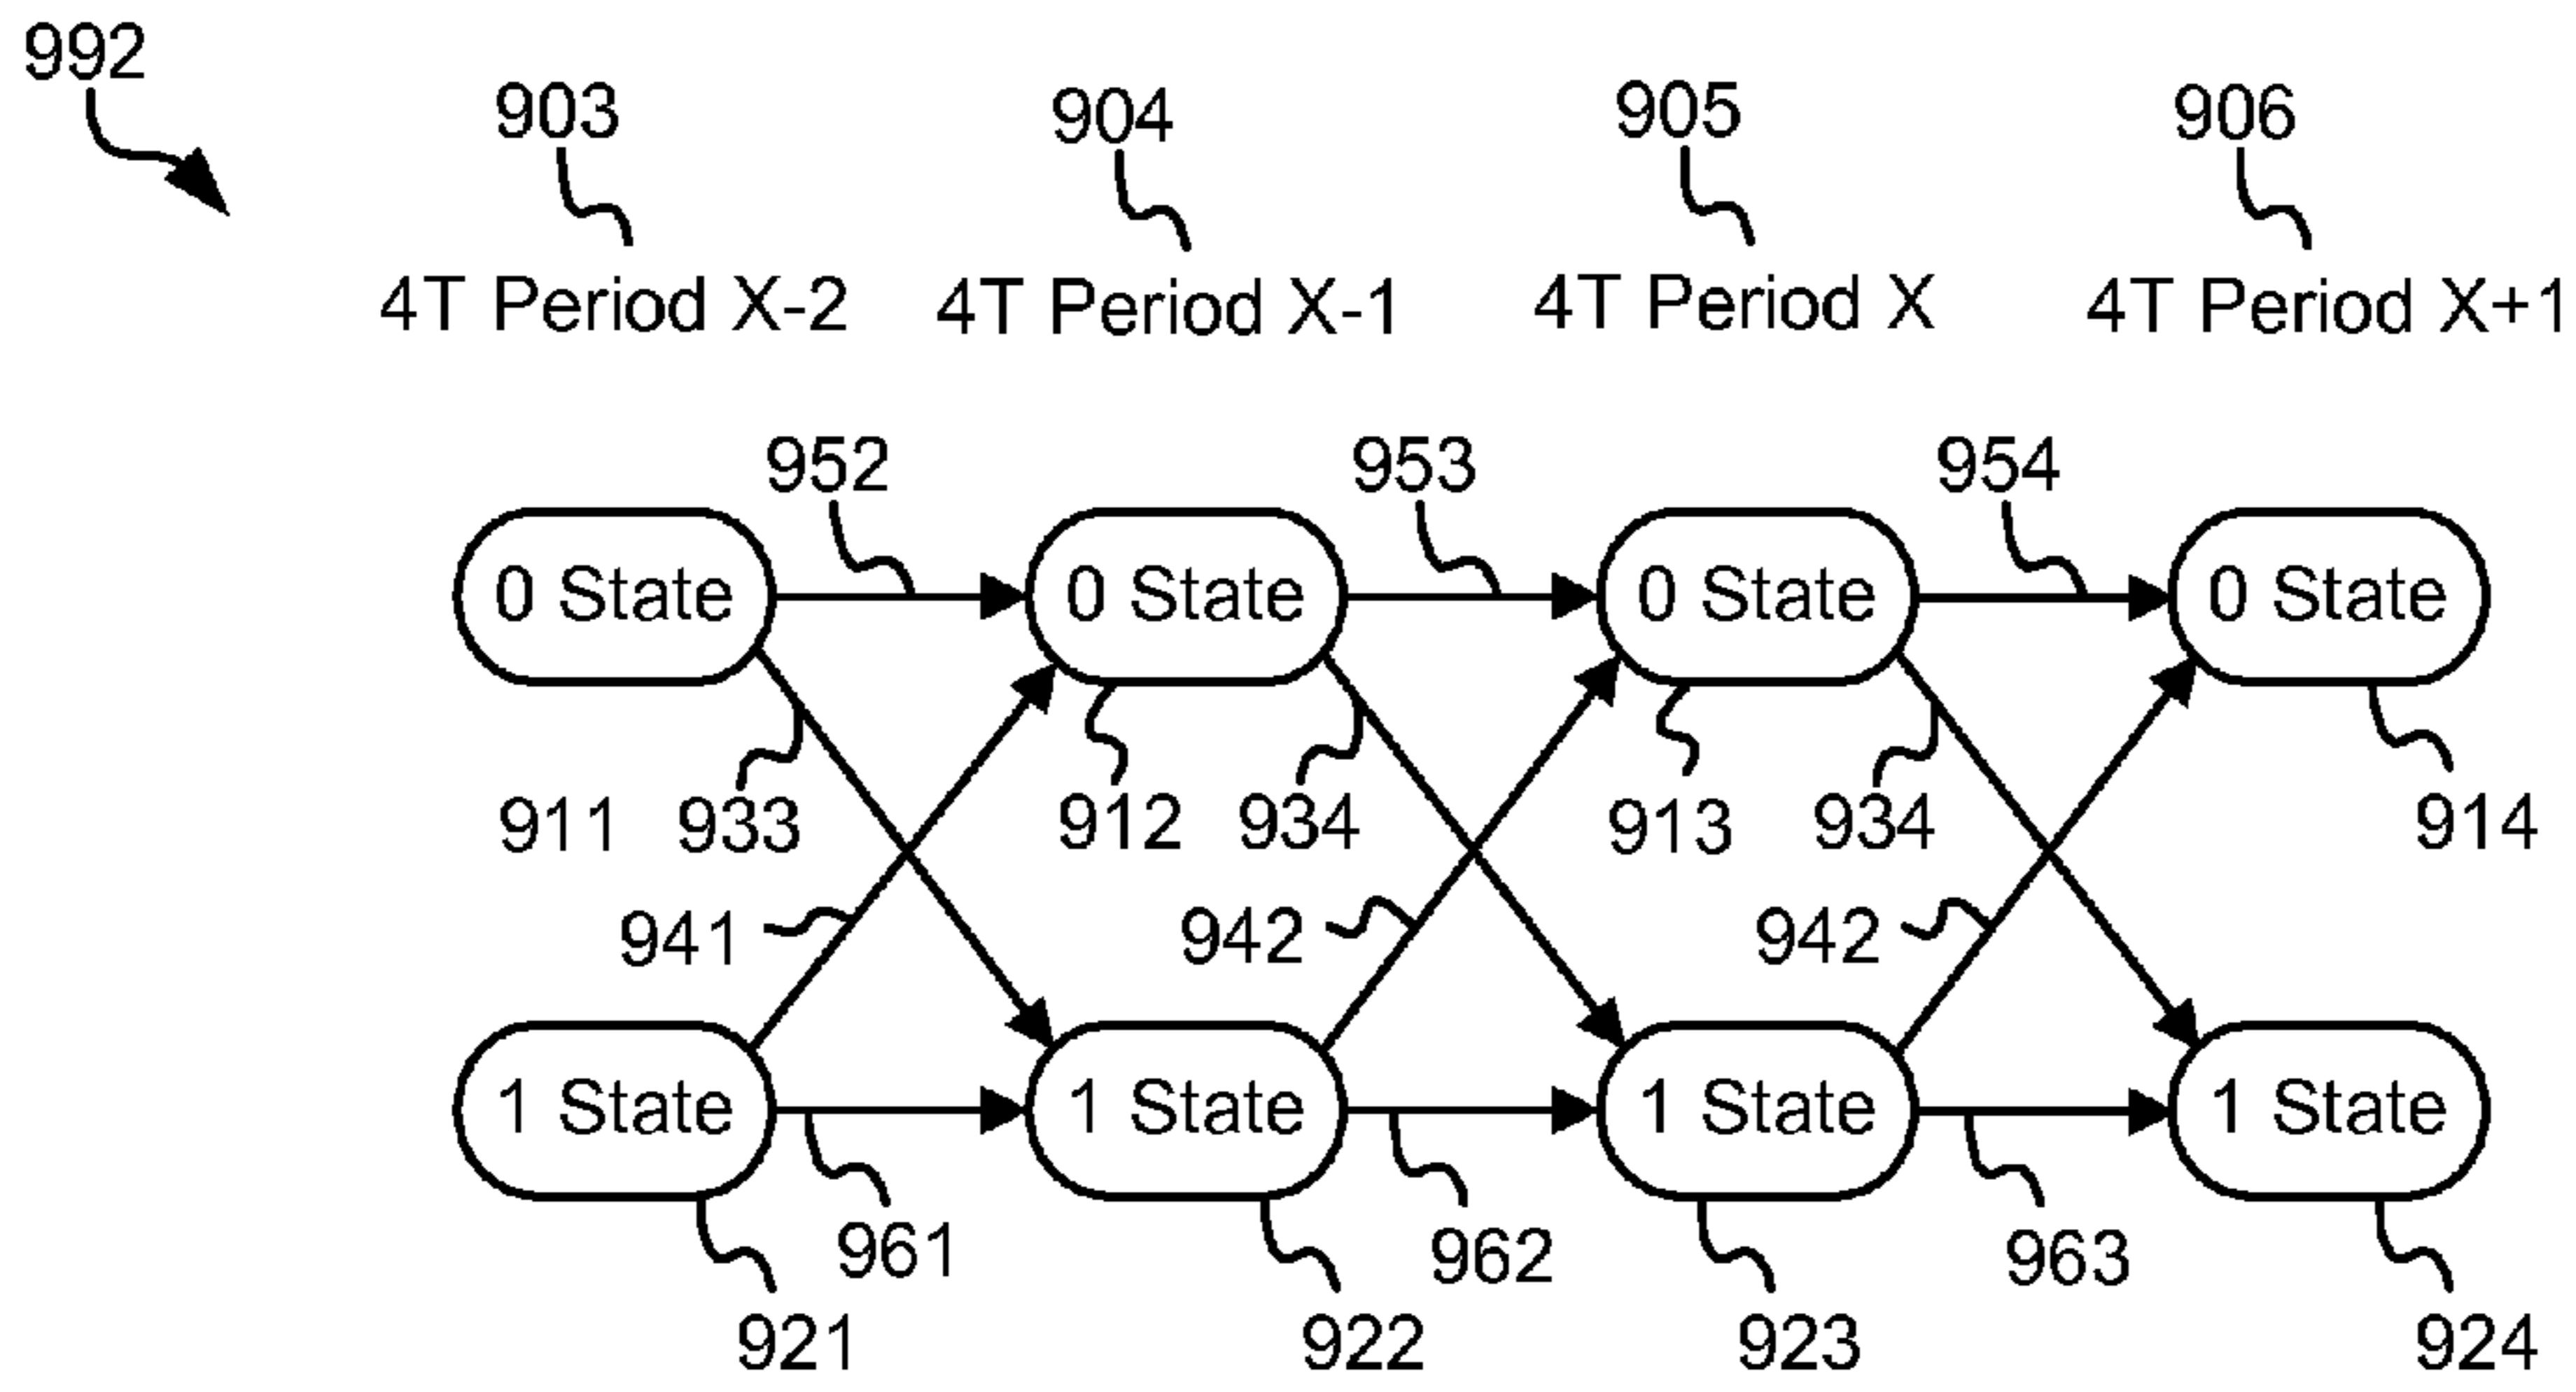 992
903 904 905 906
4T Period X-2 4T Period X-1 4T Period X 4T Period X+1
952 953 954
0 State 0 State 0 State 0 State
911 933 912 934 913 934 914
941 942 942
1 State 1 State 1 State 1 State
961 962 963
921 922 923 924